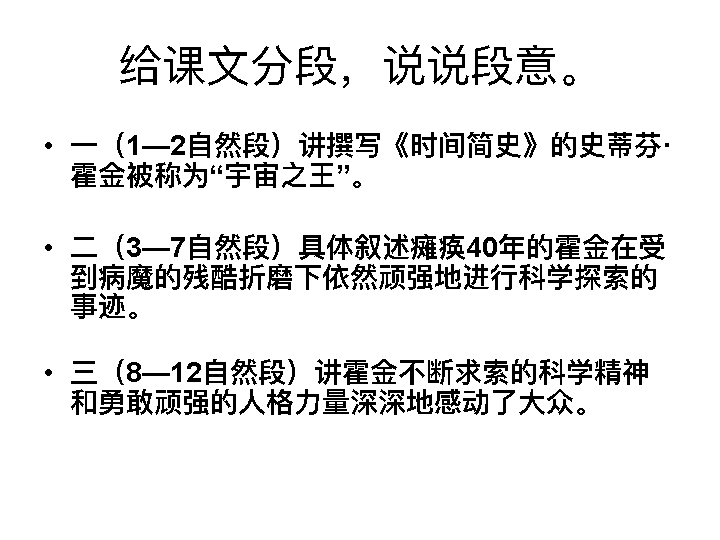 给课文分段，说说段意。
• 一（1—2自然段）讲撰写《时间简史》的史蒂芬·
霍金被称为“宇宙之王”。
• 二（3—7自然段）具体叙述瘫痪40年的霍金在受
到病魔的残酷折磨下依然顽强地进行科学探索的
事迹。
• 三（8—12自然段）讲霍金不断求索的科学精神
和勇敢顽强的人格力量深深地感动了大众。